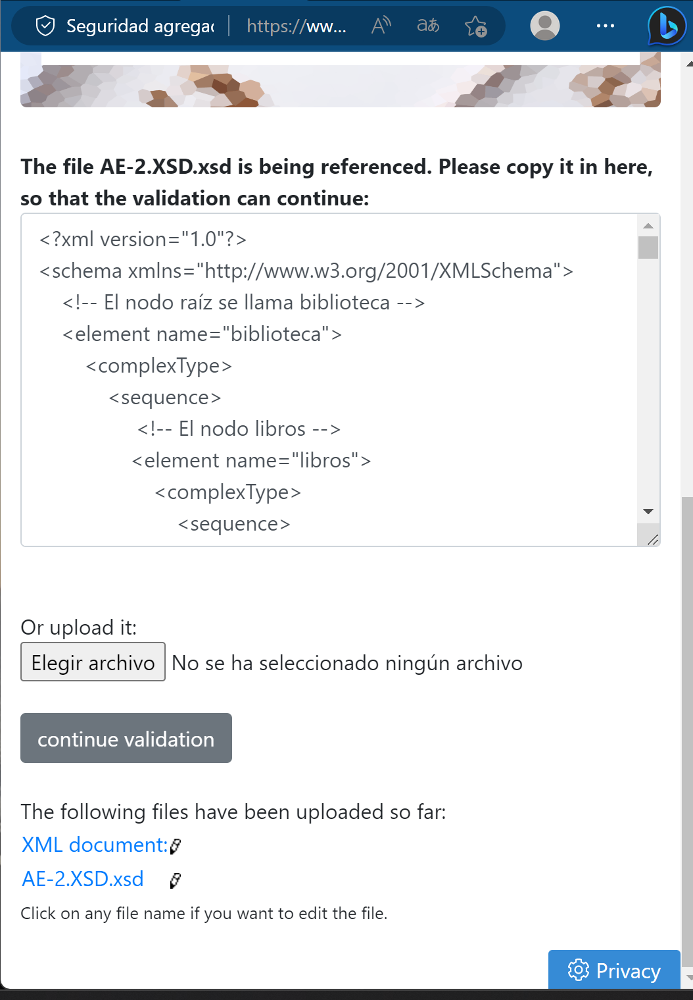 Seguridad agregad https://ww...
The file AE-2.XSD.xsd is being referenced. Please copy it in here,
so that the validation can continue:
<?xml version="1.0"?>
<schema xmlns="http://www.w3.org/2001/XMLSchema">
<!-- El nodo raíz se llama biblioteca -->
<element name="biblioteca">
<complexType>
<sequence>
<!-- El nodo libros -->
<element name="libros">
<complexType>
<sequence>
Or upload it:
Elegir archivo No se ha seleccionado ningún archivo
continue validation
The following files have been uploaded so far:
XML document:
AE-2.XSD.xsd
Click on any file name if you want to edit the file.
Privacy